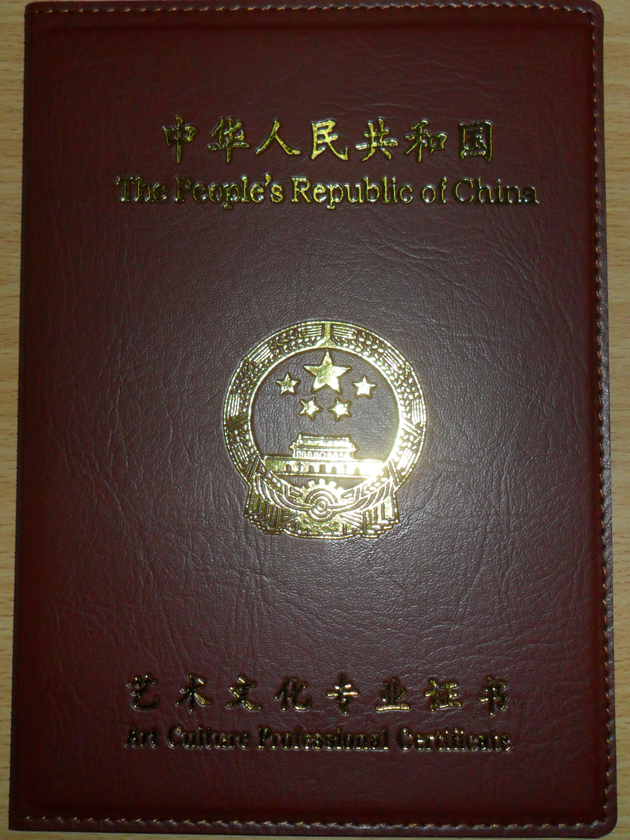 中华人民共和国
The People's Republic of China
艺术文化专业证书
Art Culture Professional Certificate